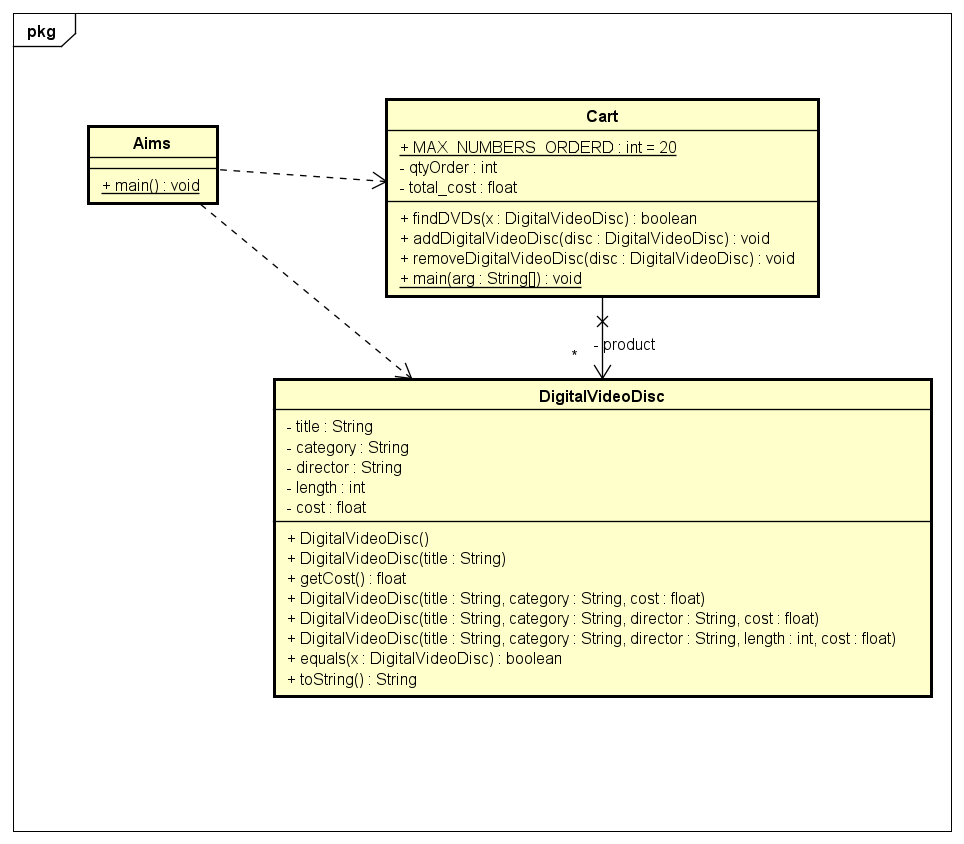 pkg
Aims
+ main() : void
Cart
+ MAX_NUMBERS_ORDERD : int = 20
- qtyOrder : int
- total_cost : float
+ findDVDs(x : DigitalVideoDisc) : boolean
+ addDigitalVideoDisc(disc : DigitalVideoDisc) : void
+ removeDigitalVideoDisc(disc : DigitalVideoDisc) : void
+ main(arg : String[]) : void
- product
*
DigitalVideoDisc
- title : String
- category : String
- director : String
- length : int
- cost : float
+ DigitalVideoDisc()
+ DigitalVideoDisc(title : String)
+ getCost() : float
+ DigitalVideoDisc(title : String, category : String, cost : float)
+ DigitalVideoDisc(title : String, category : String, director : String, cost : float)
+ DigitalVideoDisc(title : String, category : String, director : String, length : int, cost : float)
+ equals(x : DigitalVideoDisc) : boolean
+ toString() : String